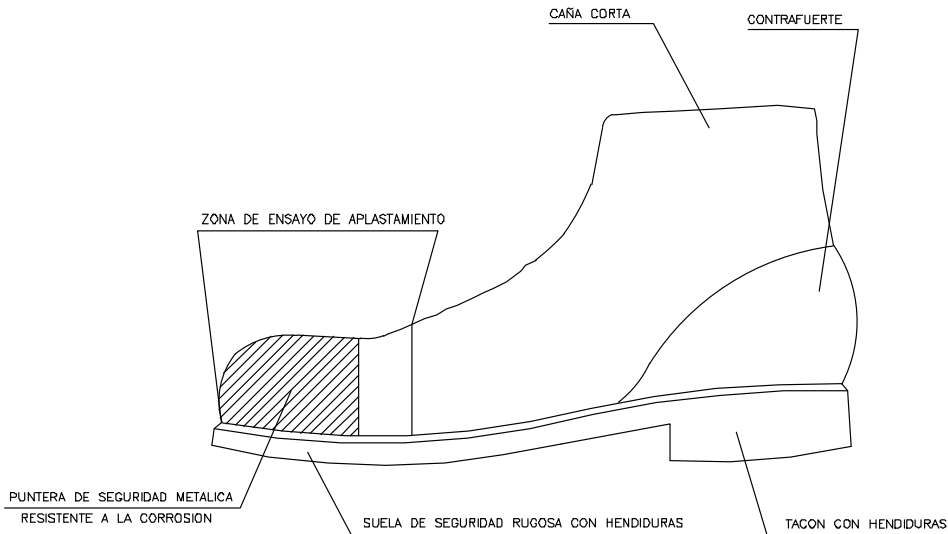 CAÑA CORTA
CONTRAFUERTE
ZONA DE ENSAYO DE APLASTAMIENTO
PUNTERA DE SEGURIDAD METALICA
RESISTENTE A LA CORROSION
SUELA DE SEGURIDAD RUGOSA CON HENDIDURAS
TACON CON HENDIDURAS